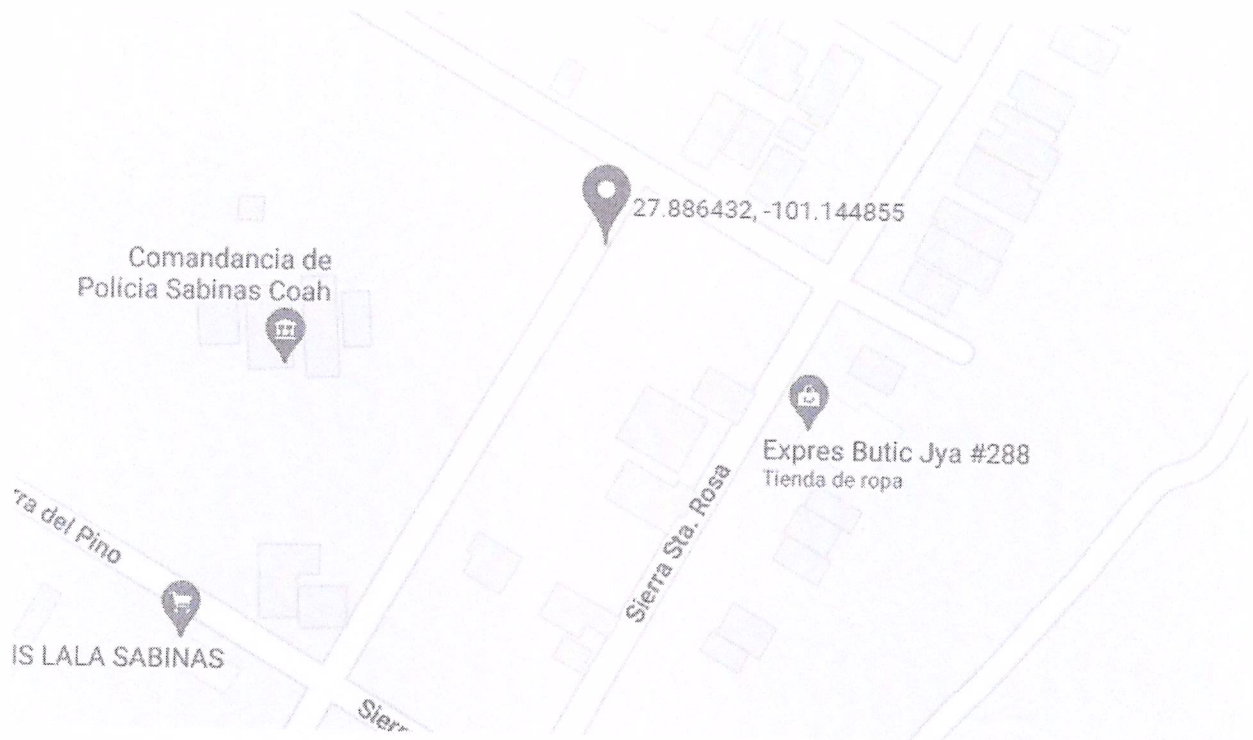 27.886432, -101.144855
Comandancia de
Policía Sabinas Coah
Expres Butic Jya #288
Tienda de ropa
Sierra Sta. Rosa
rra del Pino
IS LALA SABINAS
Sierr